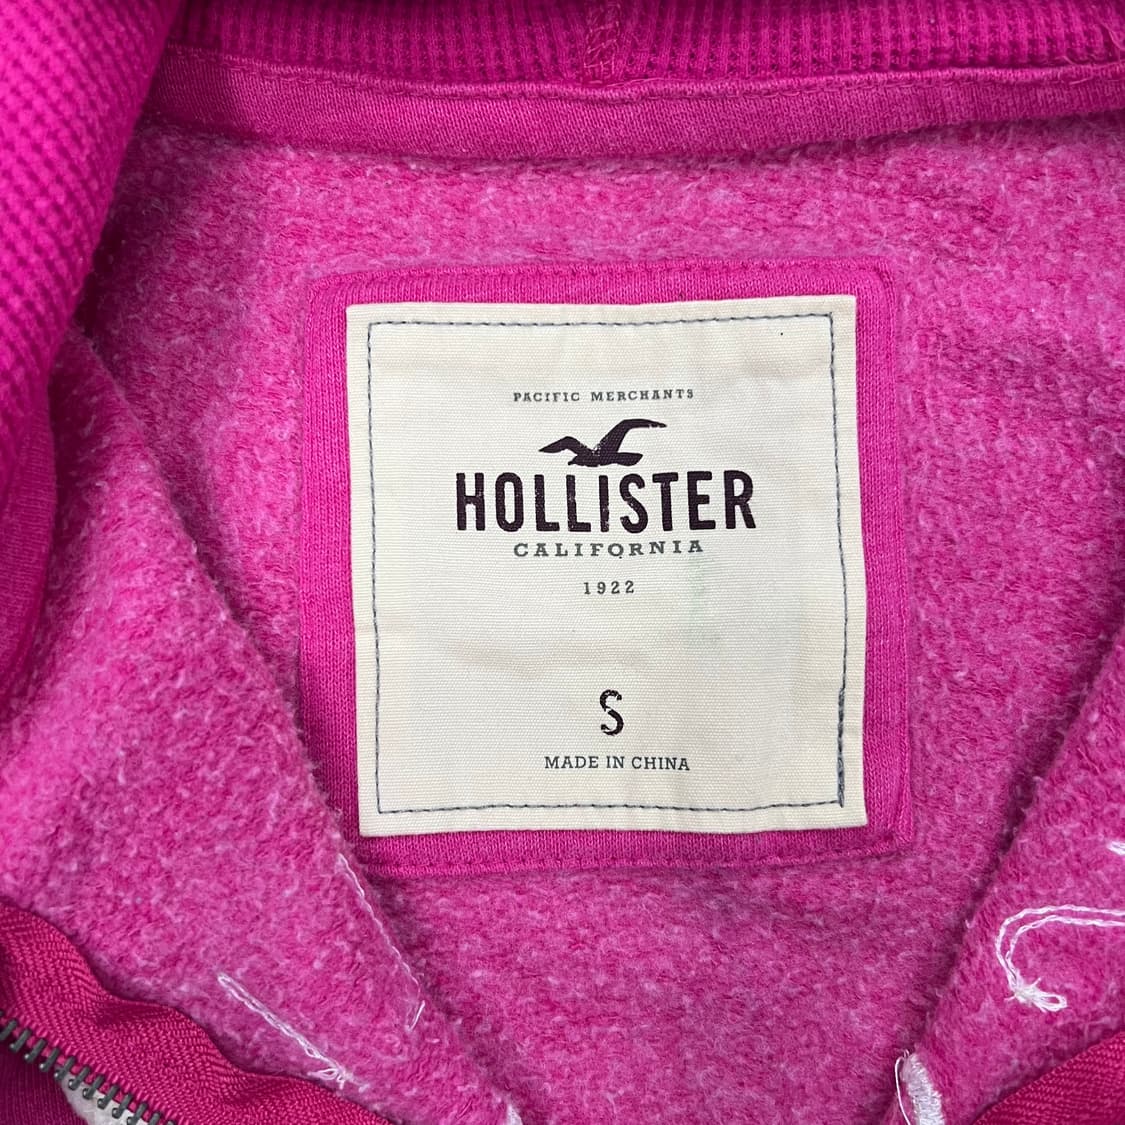 PACIFIC MERCHANTS
HOLLISTER
CALIFORNIA
1922
S
MADE IN CHINA